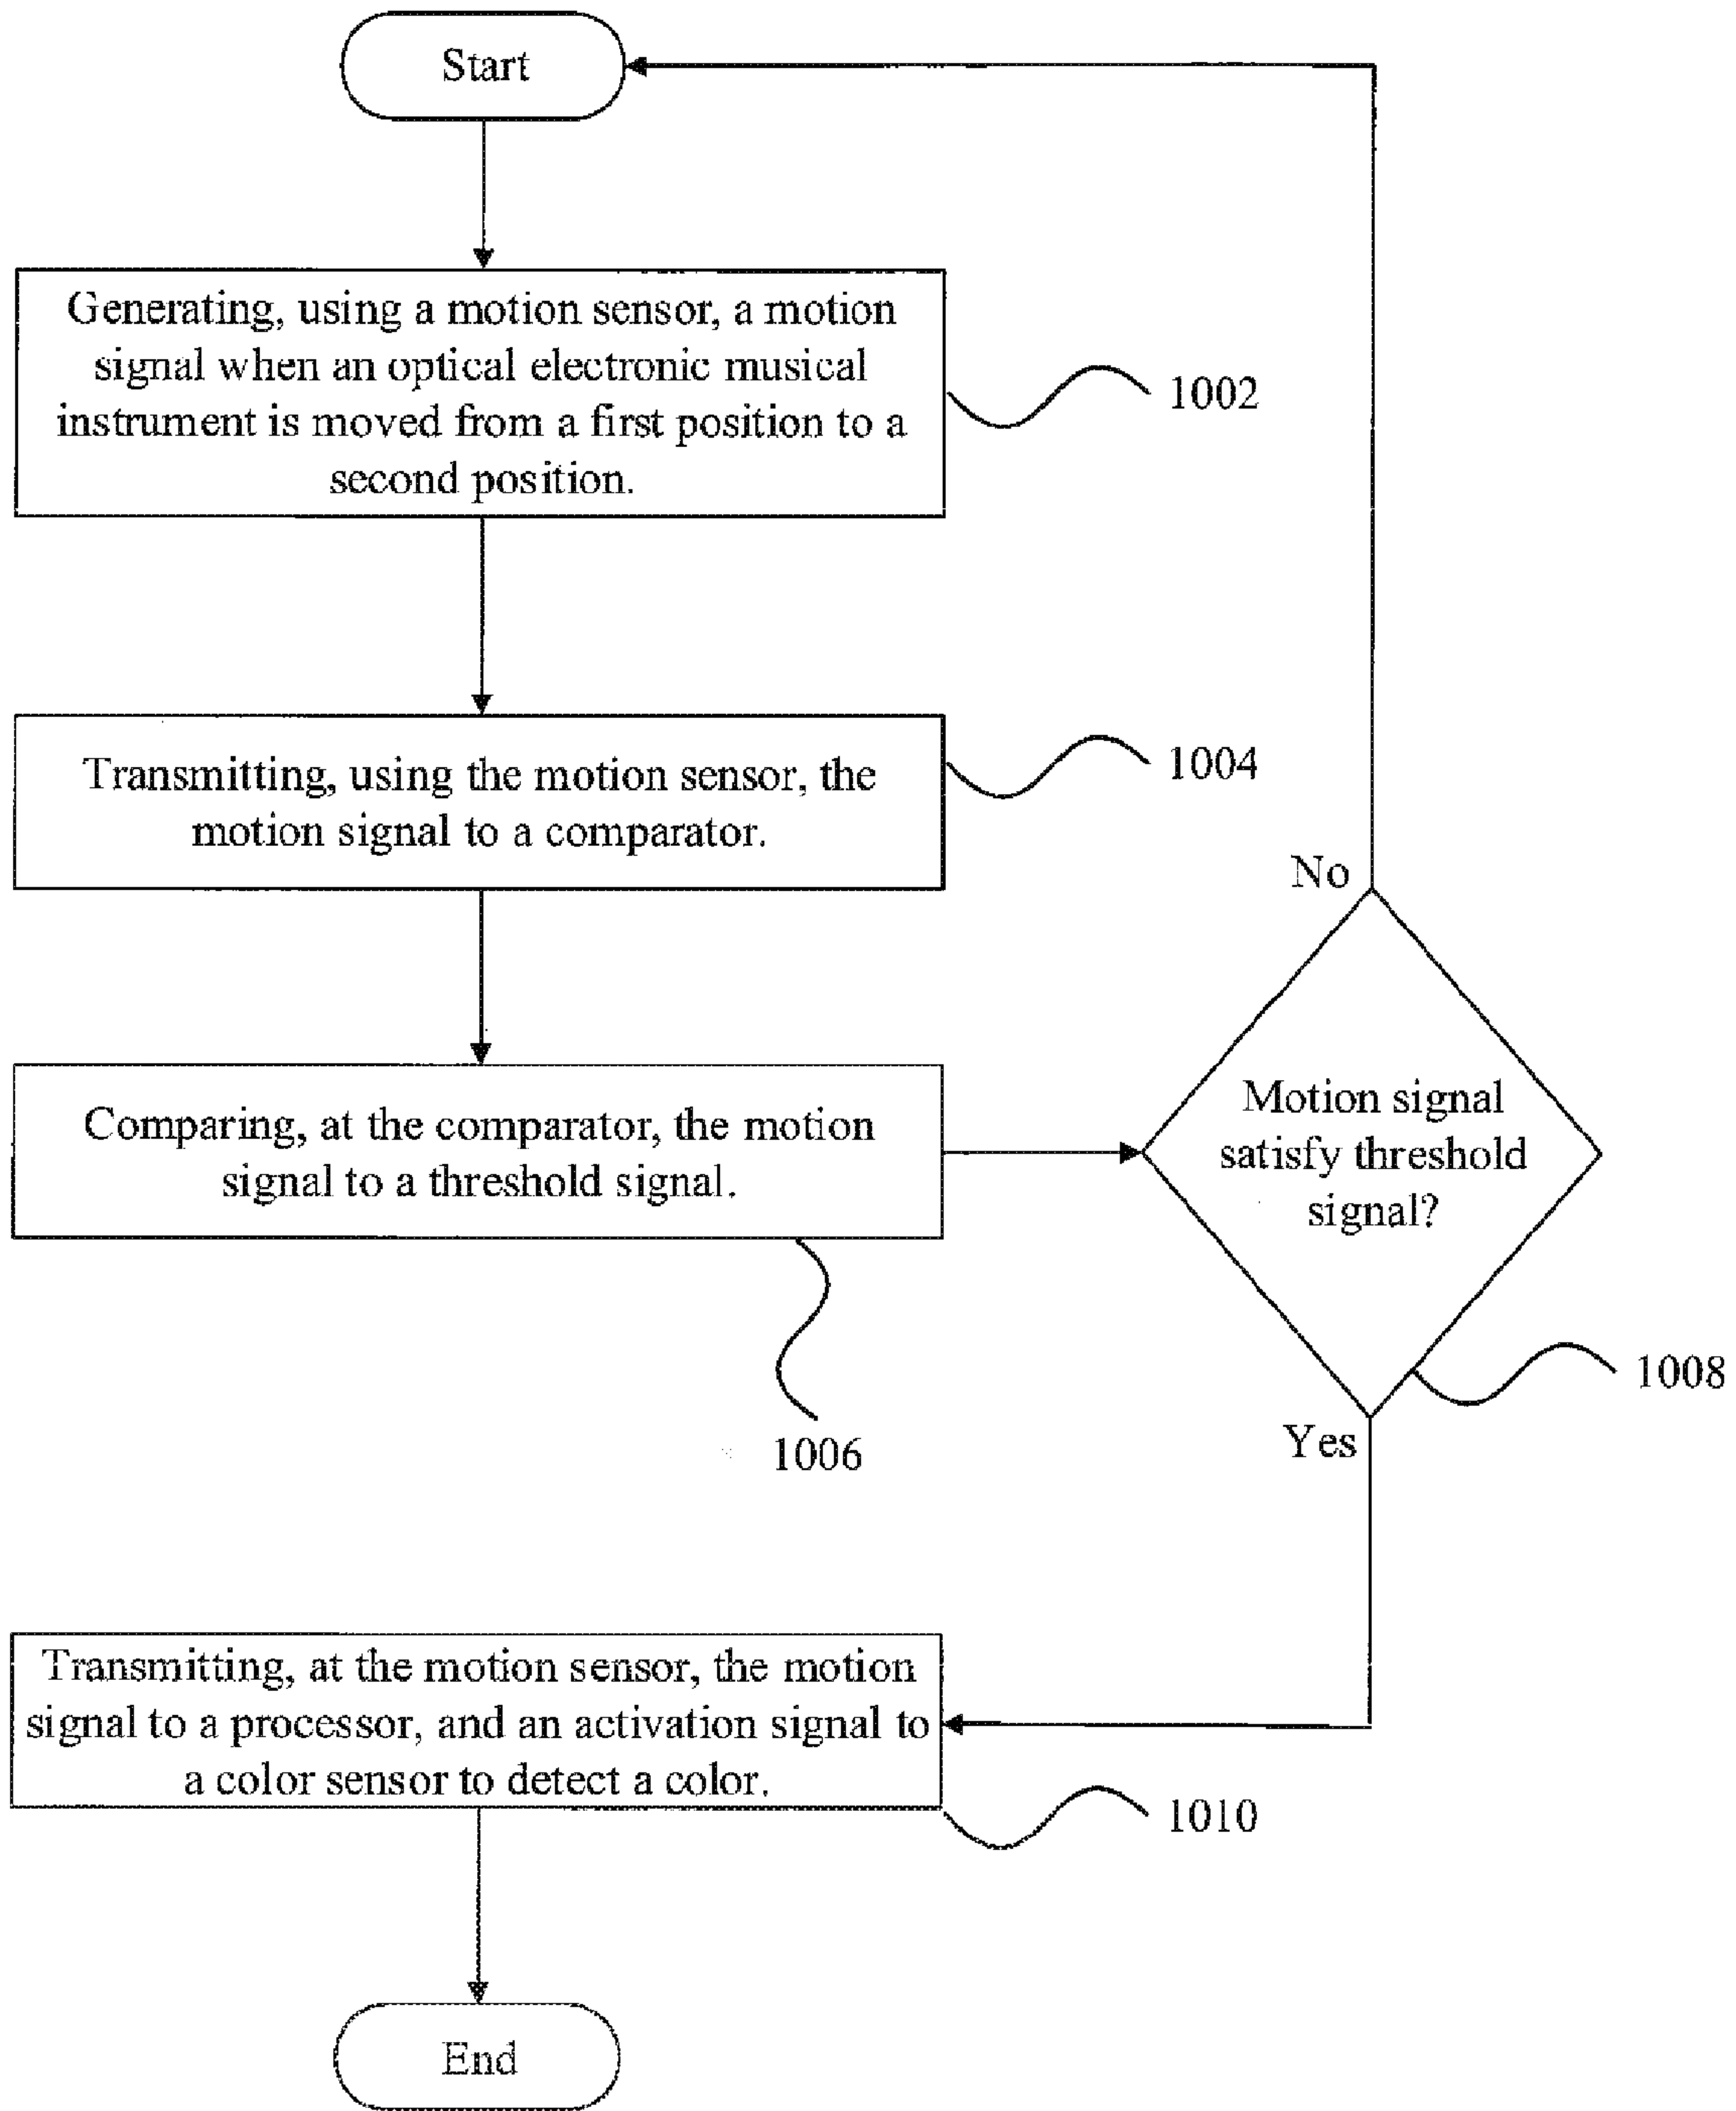 Start
Generating, using a motion sensor, a motion
signal when an optical electronic musical
instrument is moved from a first position to a
second position.
1002
Transmitting, using the motion sensor, the
motion signal to a comparator.
1004
No
Comparing, at the comparator, the motion
signal to a threshold signal.
1006
Motion signal
satisfy threshold
signal?
1008
Yes
Transmitting, at the motion sensor, the motion
signal to a processor, and an activation signal to
a color sensor to detect a color.
1010
End